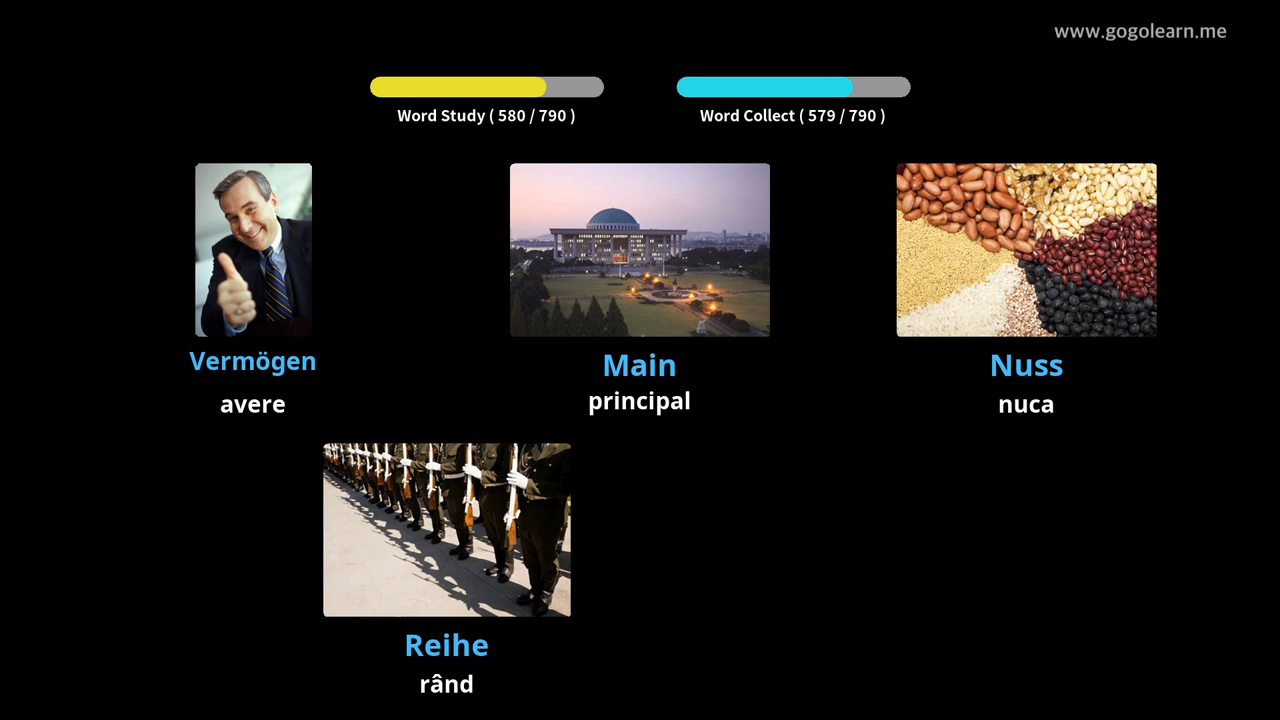 www.gogolearn.me
Word Study ( 580 / 790 )
Word Collect ( 579 / 790 )
Vermögen
avere
Main
principal
Nuss
nuca
Reihe
rând